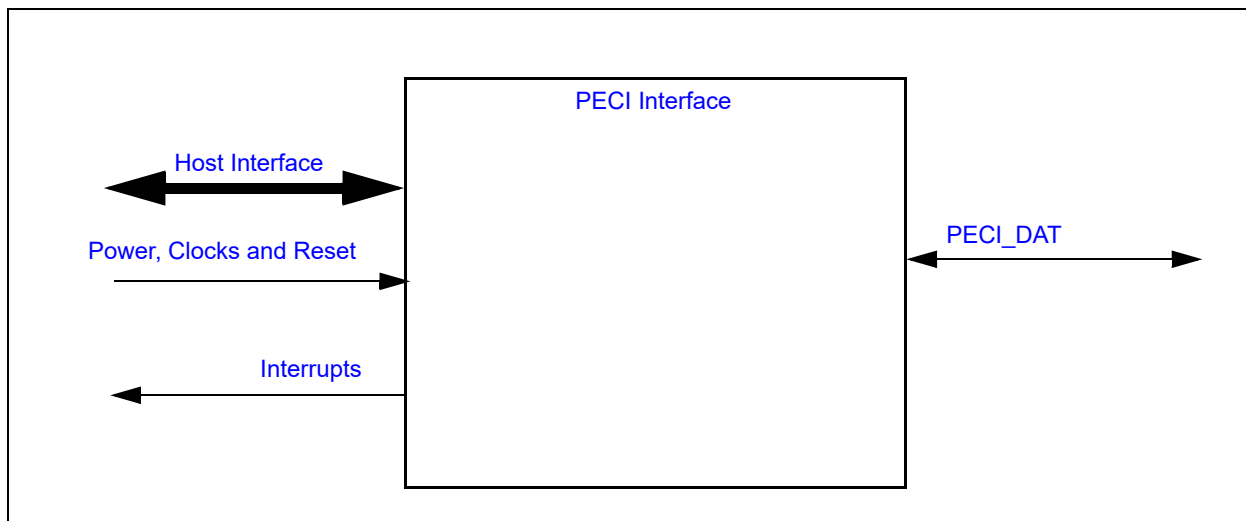 PECI Interface
Host Interface
Power, Clocks and Reset
PECI_DAT
Interrupts